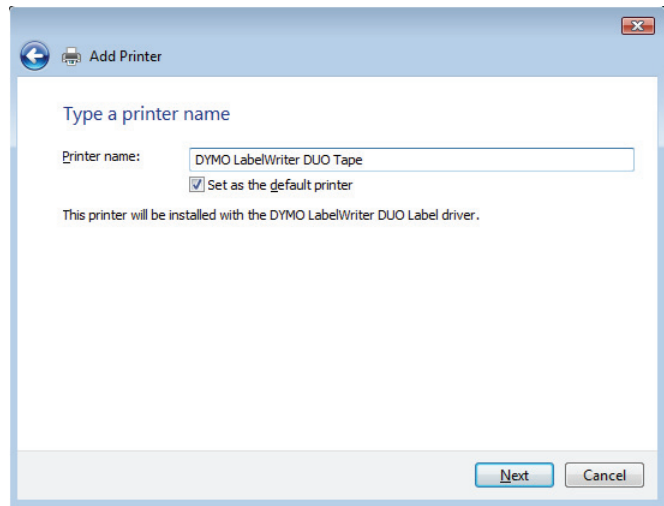 Add Printer
Type a printer name
Printer name: DYMO LabelWriter DUO Tape
Set as the default printer
This printer will be installed with the DYMO LabelWriter DUO Label driver.
Next Cancel